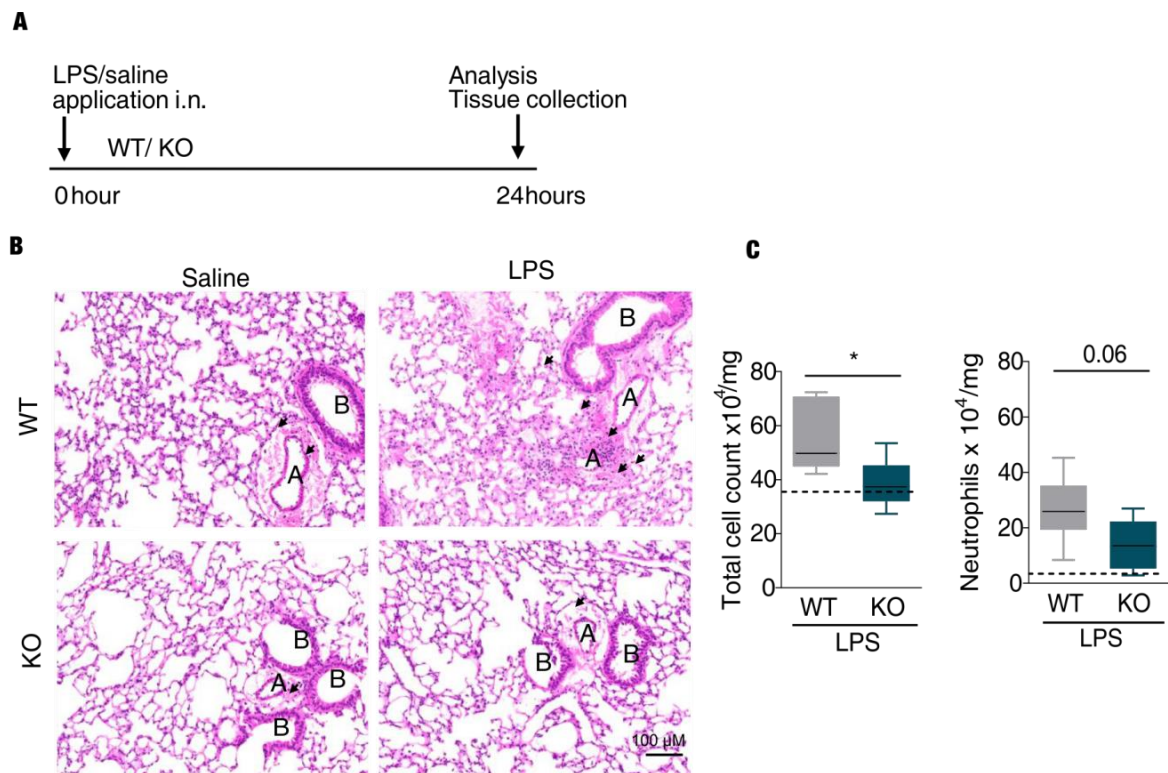 A
LPS/saline
application i.n.
Analysis
Tissue collection
WT/ KO
0 hour
24hours
B
Saline
LPS
WT
B
A
B
A
A
KO
B
A
B
B
A
B
B
100 µM
C
Total cell count x10⁴/mg
80
60
40
20
0
*
WT
KO
LPS
Neutrophils x 10⁴/mg
80
60
40
20
0
0.06
WT
KO
LPS